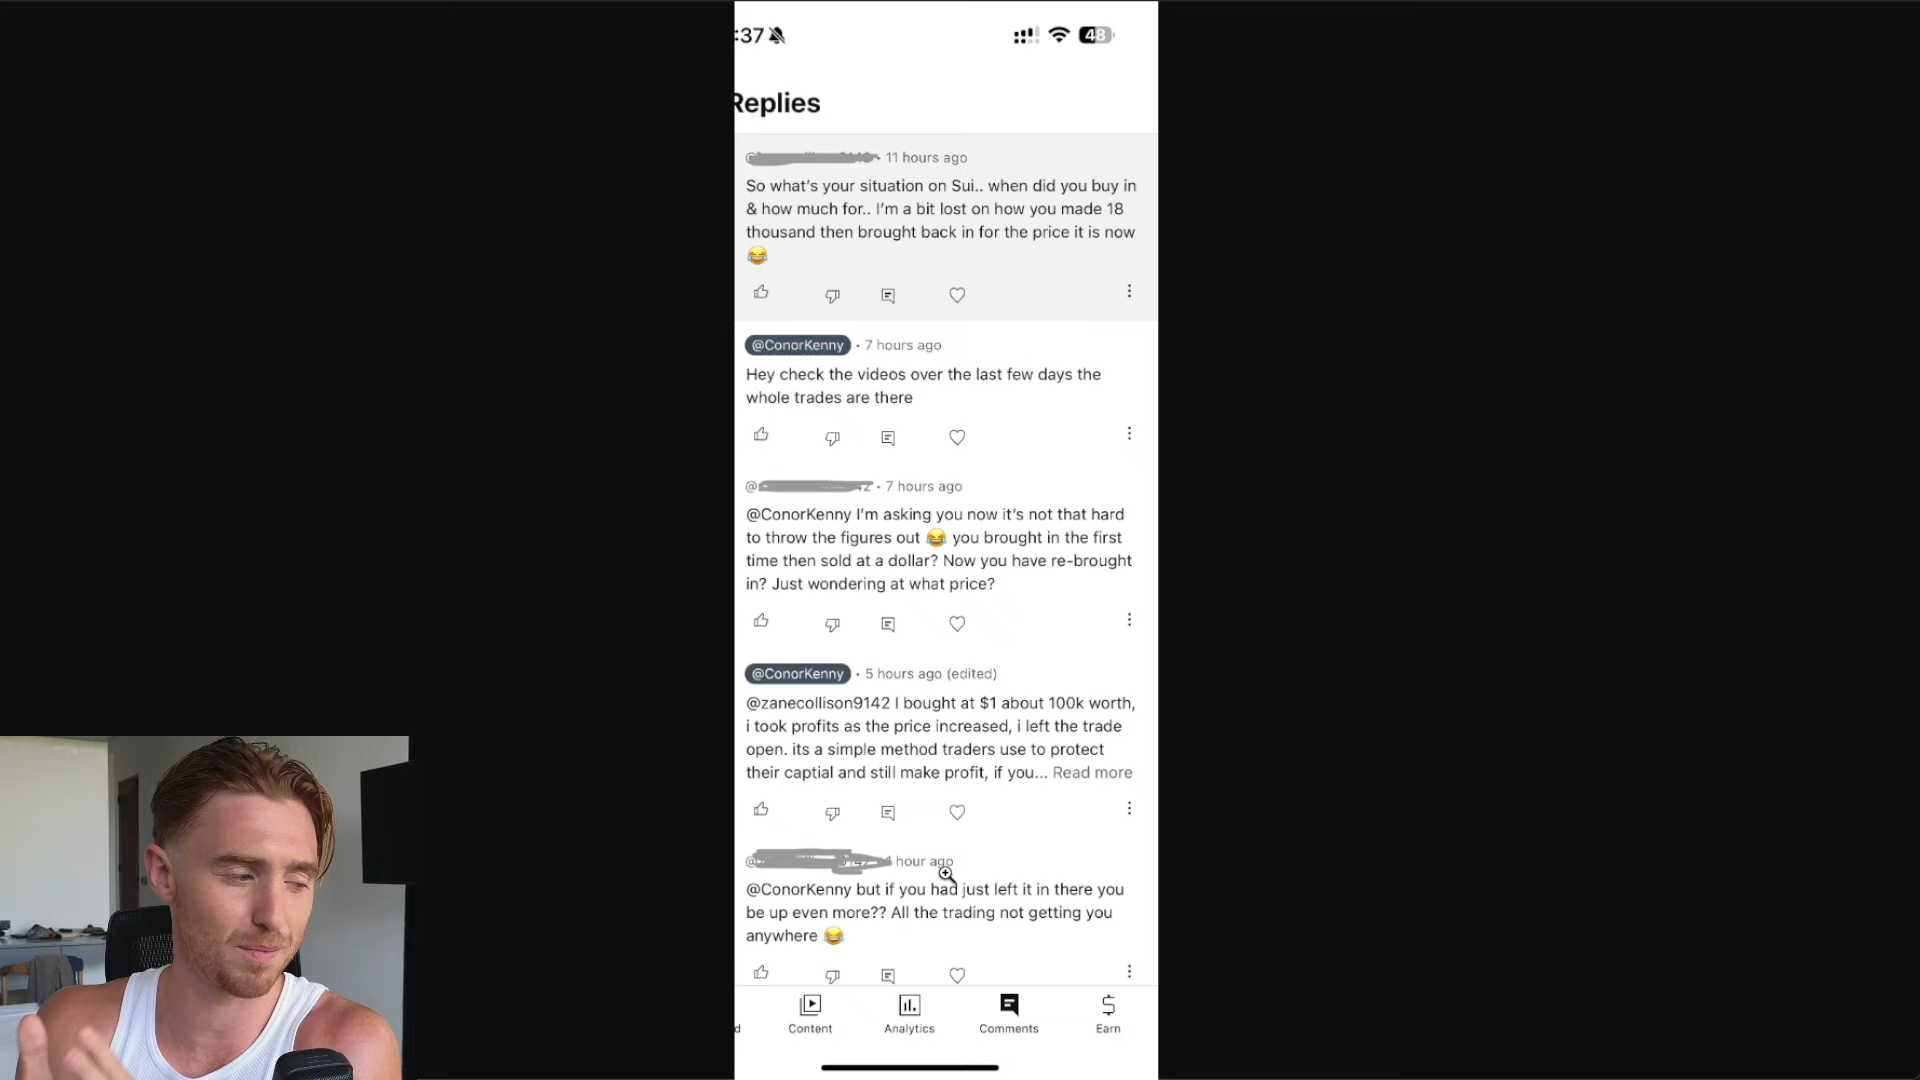 :37
48
Replies
11 hours ago
So what's your situation on Sui.. when did you buy in
& how much for.. I'm a bit lost on how you made 18
thousand then brought back in for the price it is now
😂
@ConorKenny · 7 hours ago
Hey check the videos over the last few days the
whole trades are there
@ · 7 hours ago
@ConorKenny I'm asking you now it's not that hard
to throw the figures out 😂 you brought in the first
time then sold at a dollar? Now you have re-brought
in? Just wondering at what price?
@ConorKenny · 5 hours ago (edited)
@zanecollison9142 I bought at $1 about 100k worth,
i took profits as the price increased, i left the trade
open. its a simple method traders use to protect
their captial and still make profit, if you... Read more
hour ago
@ConorKenny but if you had just left it in there you
be up even more?? All the trading not getting you
anywhere 😂
d Content Analytics Comments Earn